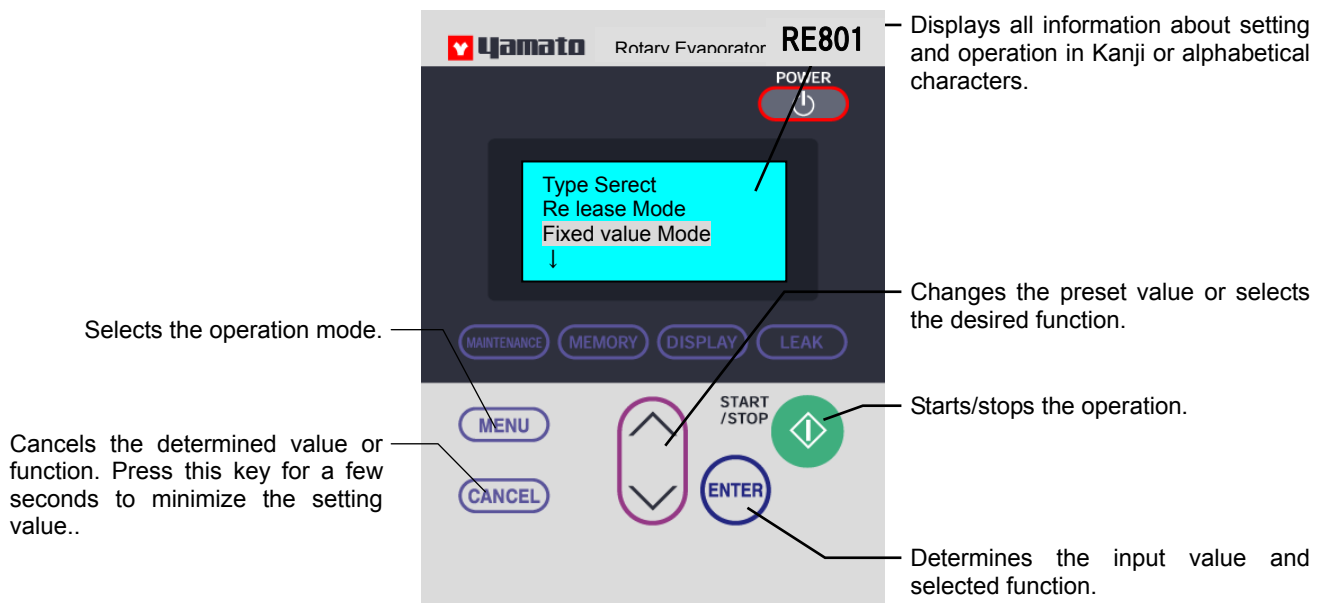 yamato Rotary Evaporator RE801
Displays all information about setting
and operation in Kanji or alphabetical
characters.
POWER
Type Serect
Re lease Mode
Fixed value Mode
↓
Changes the preset value or selects
the desired function.
Selects the operation mode.
MAINTENANCE MEMORY DISPLAY LEAK
MENU
START
/STOP
Starts/stops the operation.
Cancels the determined value or
function. Press this key for a few
seconds to minimize the setting
value..
CANCEL
ENTER
Determines the input value and
selected function.